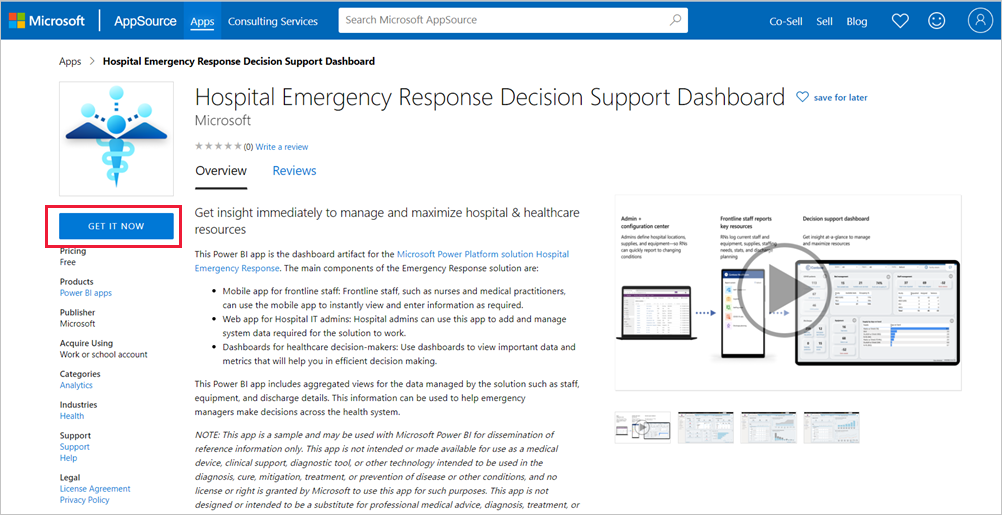 Microsoft AppSource Apps Consulting Services Search Microsoft AppSource Co-Sell Sell Blog
Apps > Hospital Emergency Response Decision Support Dashboard
Hospital Emergency Response Decision Support Dashboard save for later
Microsoft
(0) Write a review
Overview Reviews
GET IT NOW
Pricing
Free
Products
Power BI apps
Publisher
Microsoft
Acquire Using
Work or school account
Categories
Analytics
Industries
Health
Support
Support
Help
Legal
License Agreement
Privacy Policy
Get insight immediately to manage and maximize hospital & healthcare
resources
This Power BI app is the dashboard artifact for the Microsoft Power Platform solution Hospital
Emergency Response. The main components of the Emergency Response solution are:
• Mobile app for frontline staff: Frontline staff, such as nurses and medical practitioners,
can use the mobile app to instantly view and enter information as required.
• Web app for Hospital IT admins: Hospital admins can use this app to add and manage
system data required for the solution to work.
• Dashboards for healthcare decision-makers: Use dashboards to view important data and
metrics that will help you in efficient decision making.
This Power BI app includes aggregated views for the data managed by the solution such as staff,
equipment, and discharge details. This information can be used to help emergency
managers make decisions across the health system.
NOTE: This app is a sample and may be used with Microsoft Power BI for dissemination of
reference information only. This app is not intended or made available for use as a medical
device, clinical support, diagnostic tool, or other technology intended to be used in the
diagnosis, cure, mitigation, treatment, or prevention of disease or other conditions, and no
license or right is granted by Microsoft to use this app for such purposes. This app is not
designed or intended to be a substitute for professional medical advice, diagnosis, treatment, or
Admin +
configuration center
Admins define hospital locations,
supplies, and equipment—so RNs
can quickly report to changing
conditions
Frontline staff reports
key resources
RNs log current staff and
equipment, supplies, staffing
needs, stats, and discharge
planning
Decision support dashboard
Get insight at-a-glance to manage
and maximize resources